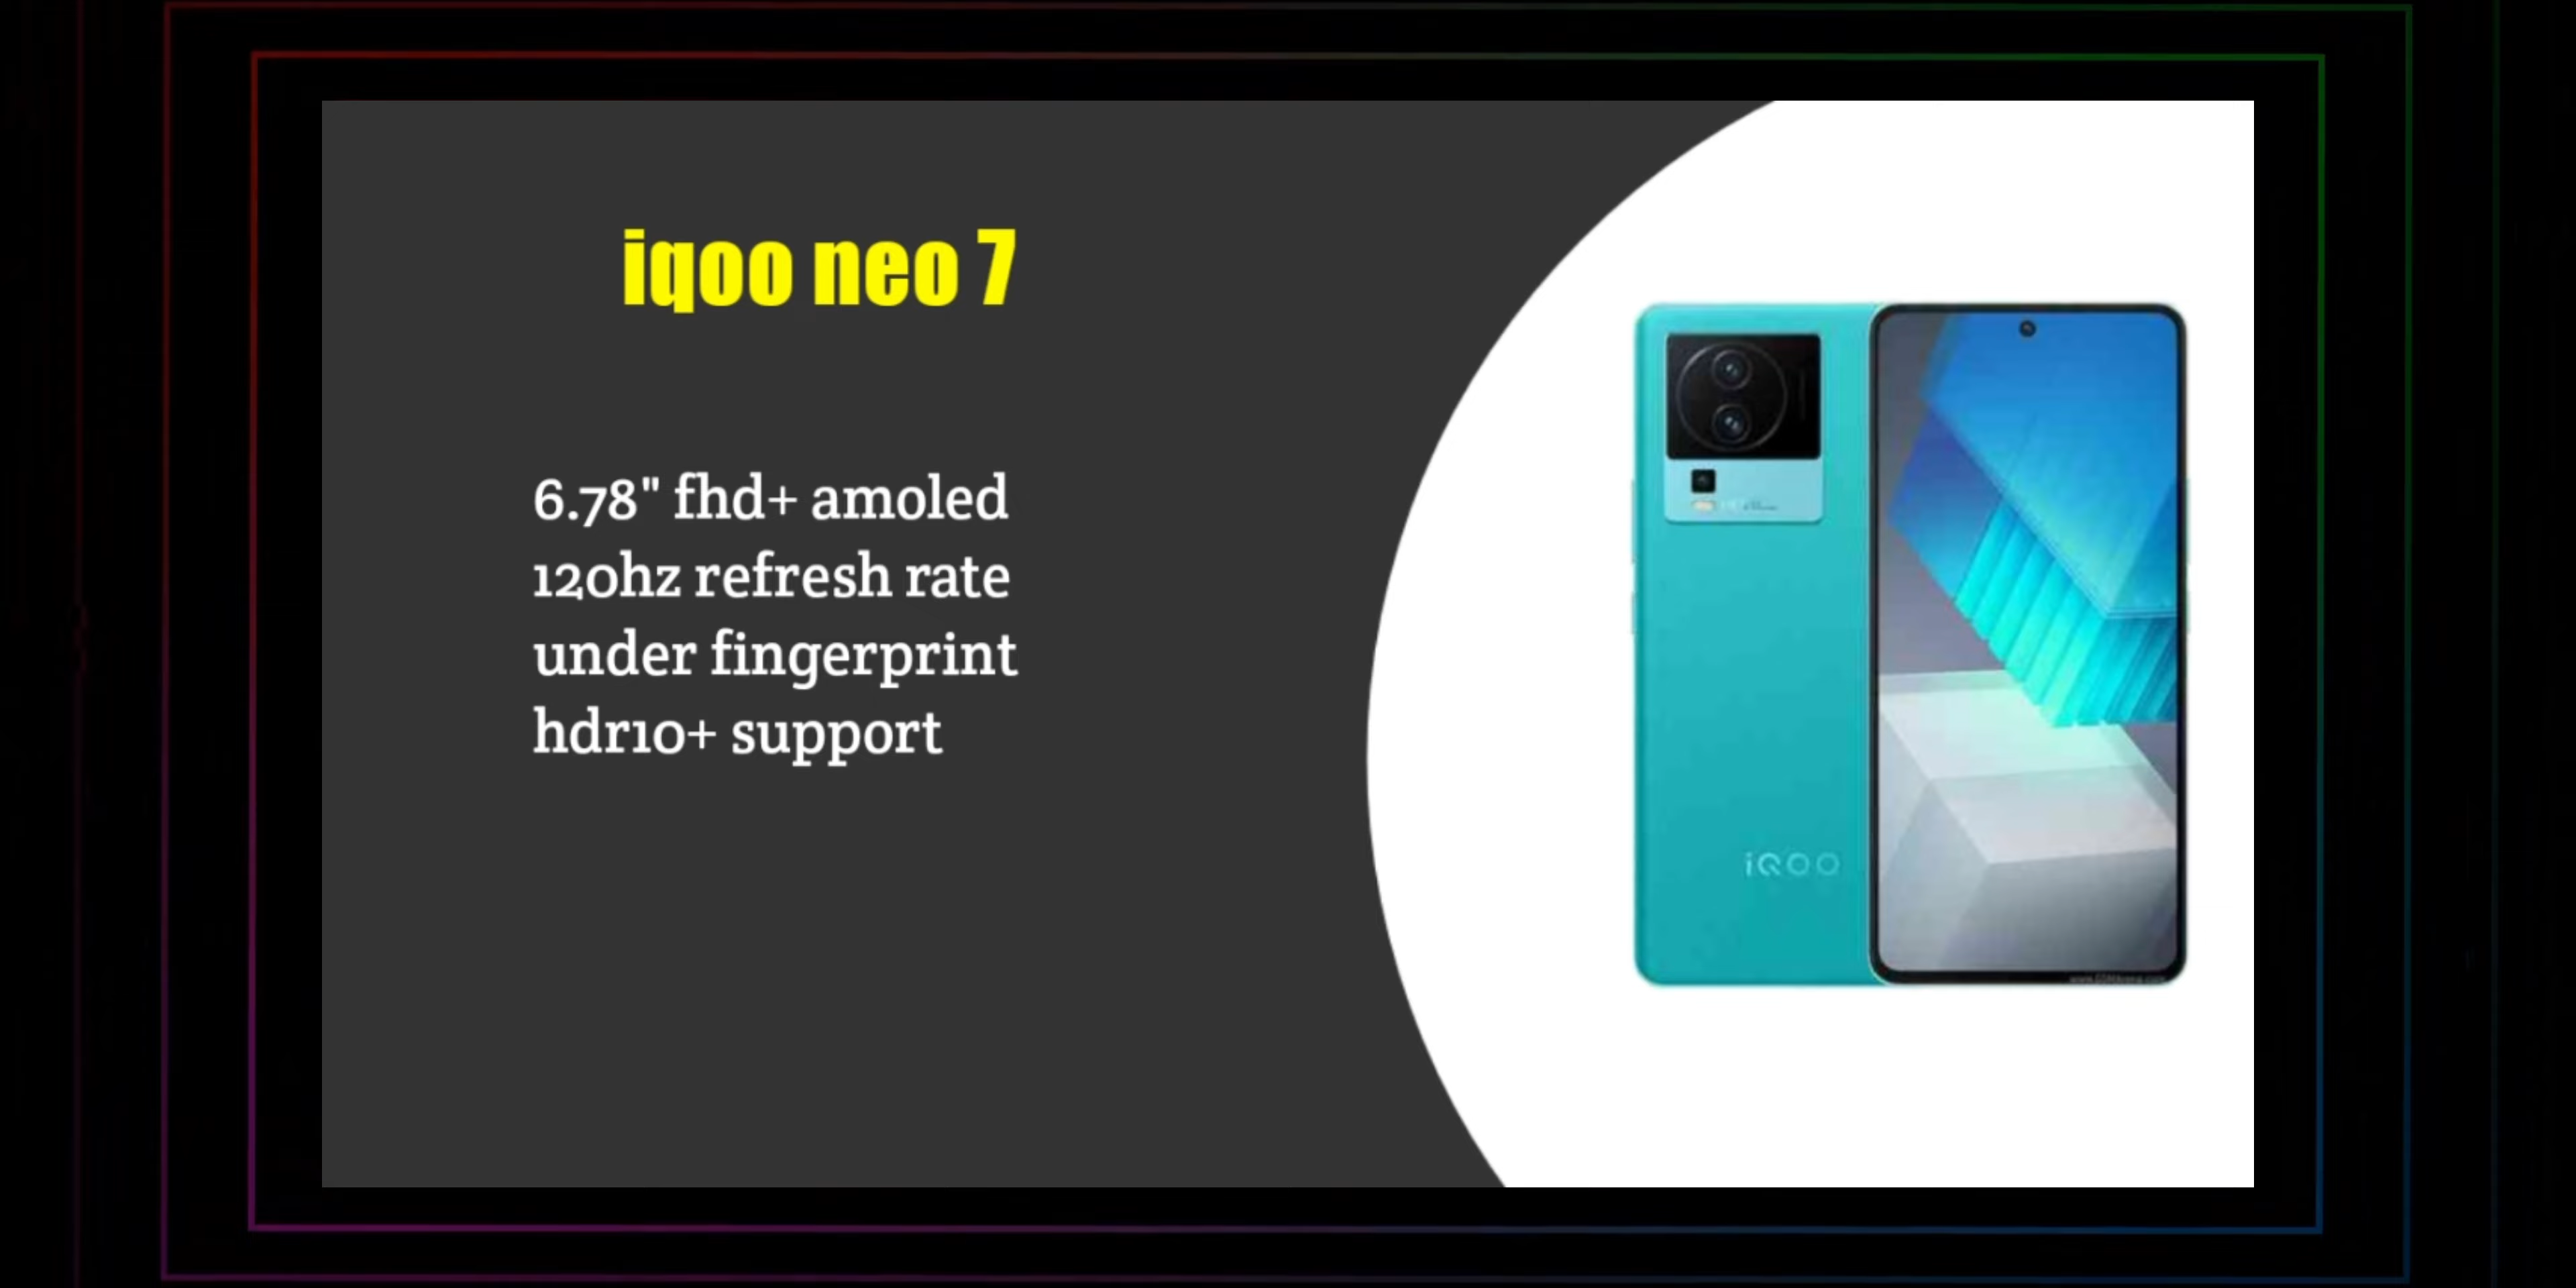 iqoo neo 7
6.78" fhd+ amoled
120hz refresh rate
under fingerprint
hdr10+ support
iQOO